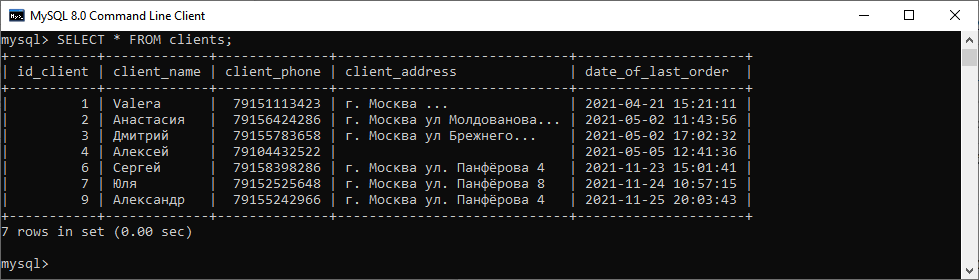 MySQL 8.0 Command Line Client
mysql> SELECT * FROM clients;
+-----------+-------------+--------------+----------------------------+---------------------+
| id_client | client_name | client_phone | client_address             | date_of_last_order  |
+-----------+-------------+--------------+----------------------------+---------------------+
|         1 | Valera      |  79151113423 | г. Москва ...              | 2021-04-21 15:21:11 |
|         2 | Анастасия   |  79156424286 | г. Москва ул Молдованова... | 2021-05-02 11:43:56 |
|         3 | Дмитрий     |  79155783658 | г. Москва ул Брежнего...   | 2021-05-02 17:02:32 |
|         4 | Алексей     |  79104432522 |                            | 2021-05-05 12:41:36 |
|         6 | Сергей      |  79158398286 | г. Москва ул. Панфёрова 4  | 2021-11-23 15:01:41 |
|         7 | Юля         |  79152525648 | г. Москва ул. Панфёрова 8  | 2021-11-24 10:57:15 |
|         9 | Александр   |  79155242966 | г. Москва ул. Панфёрова 4  | 2021-11-25 20:03:43 |
+-----------+-------------+--------------+----------------------------+---------------------+
7 rows in set (0.00 sec)
mysql>